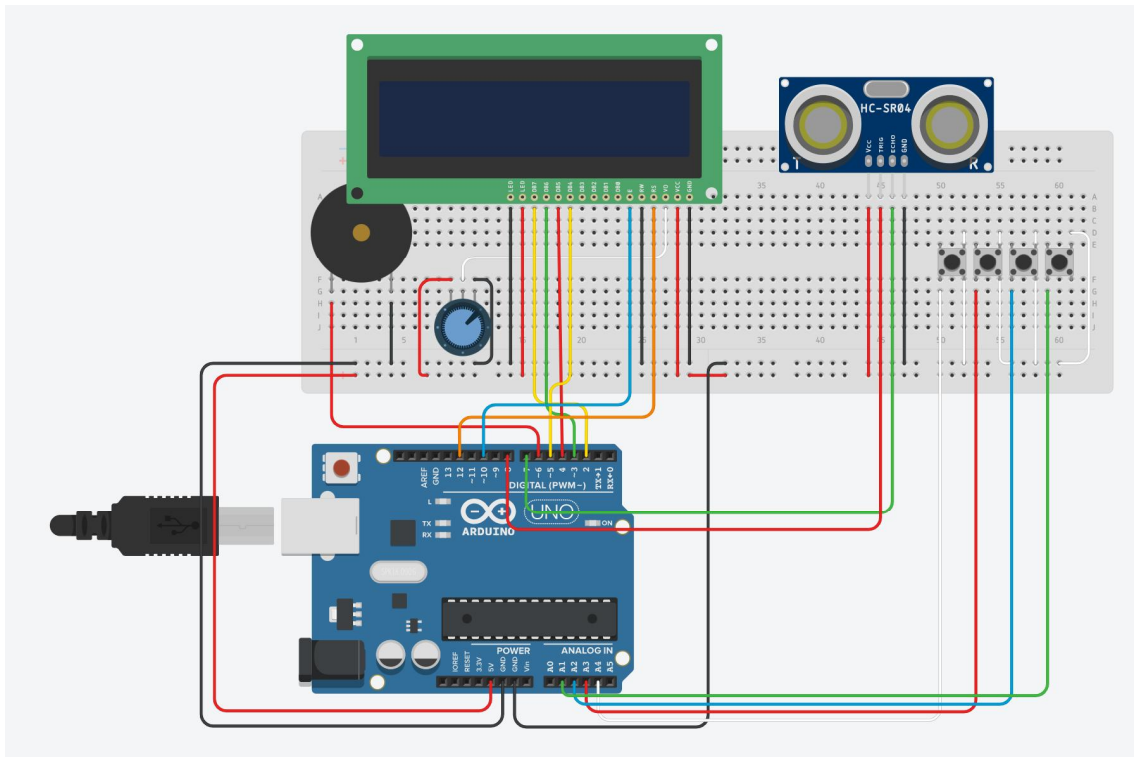 HC-SR04
VCC
TRIG
ECHO
GND
T
R
LED
LED
DB7
DB6
DB5
DB4
DB3
DB2
DB1
DB0
E
RW
RS
VO
VCC
GND
35 40 45 50 55 60
A A
B
C
D
E
F F
G G
H H
I I
J J
1 5 15 20 25 30 35 40 45 50 55 60
AREF
GND
13
12
~11
~10
~9
8
7
~6
~5
4
~3
2
TX→1
RX←0
DIGITAL (PWM~)
L
TX
RX
ARDUINO
UNO
ON
POWER
ANALOG IN
IOREF
RESET
3.3V
5V
GND
GND
Vin
A0
A1
A2
A3
A4
A5